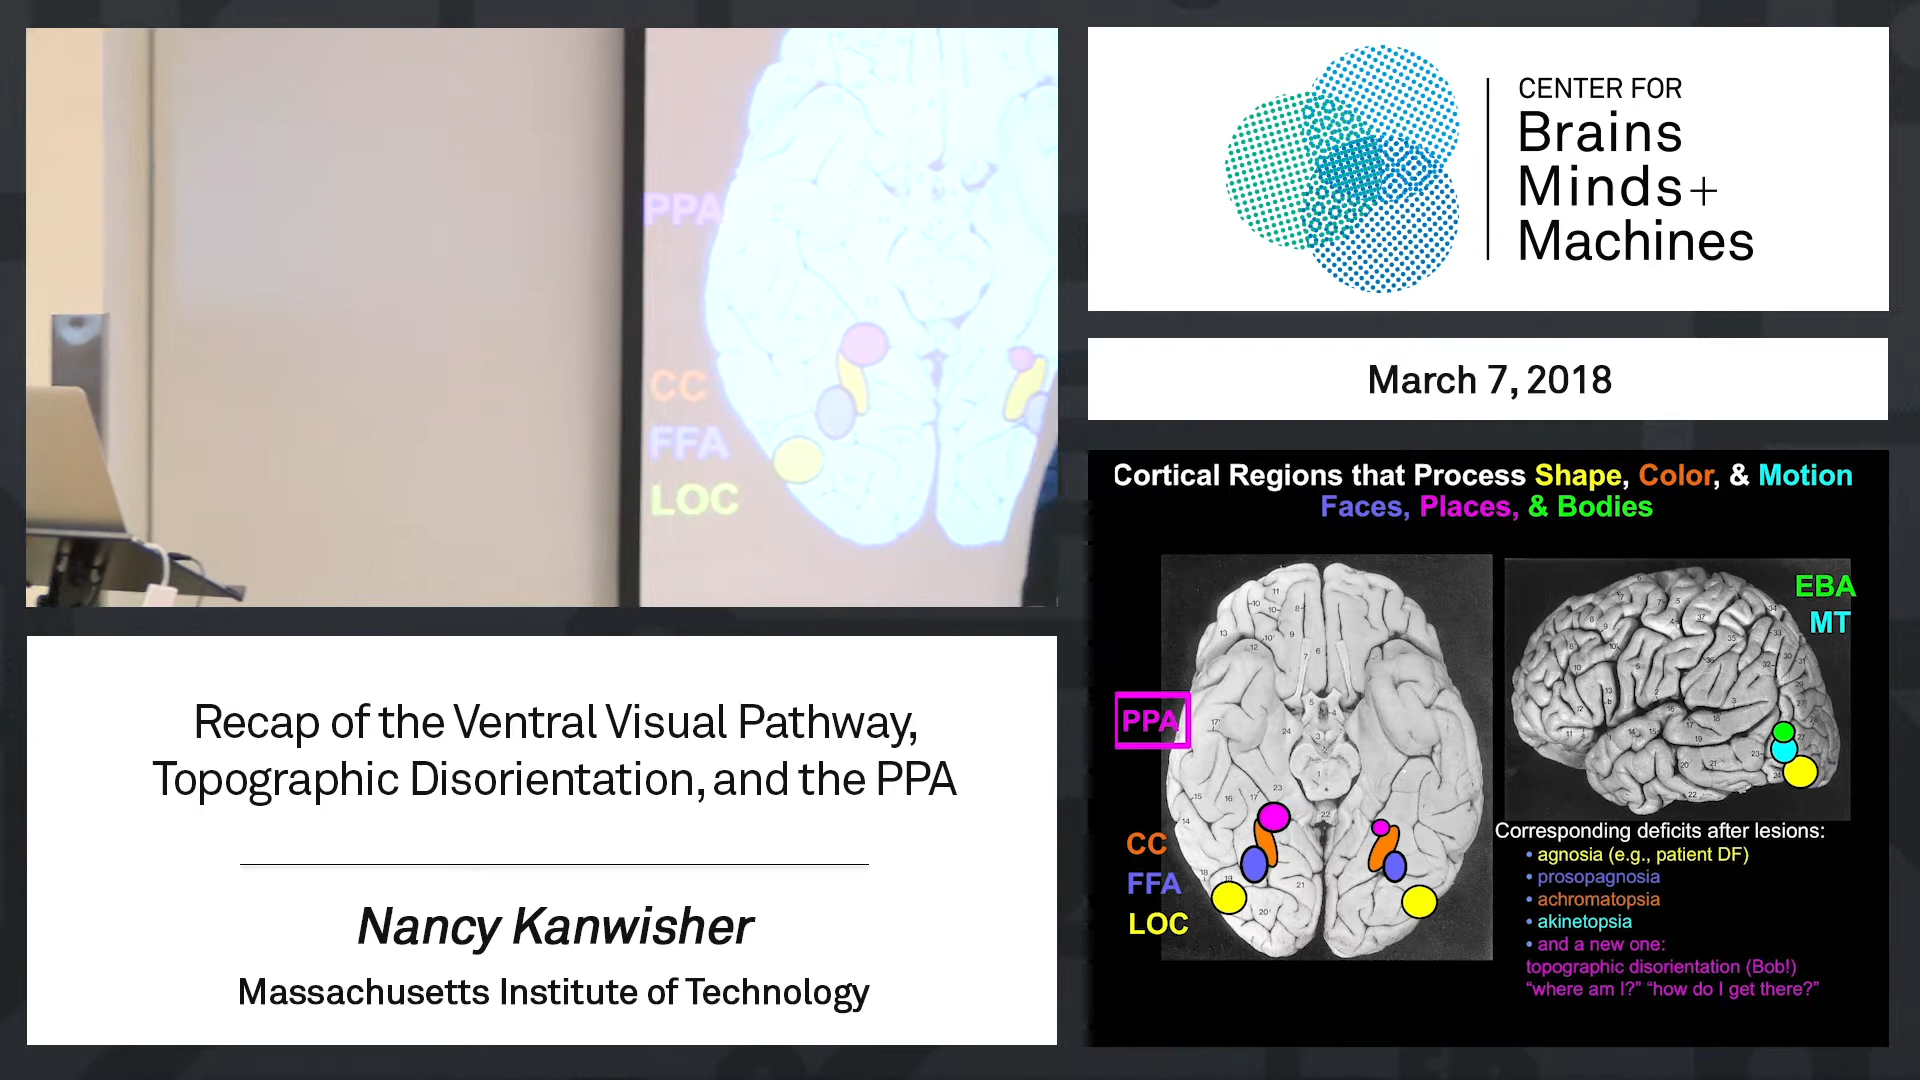 PPA
CC
FFA
LOC
CENTER FOR
Brains
Minds+
Machines
March 7, 2018
Recap of the Ventral Visual Pathway,
Topographic Disorientation, and the PPA
Nancy Kanwisher
Massachusetts Institute of Technology
Cortical Regions that Process Shape, Color, & Motion
Faces, Places, & Bodies
EBA
MT
PPA
CC
FFA
LOC
Corresponding deficits after lesions:
• agnosia (e.g., patient DF)
• prosopagnosia
• achromatopsia
• akinetopsia
• and a new one:
topographic disorientation (Bob!)
“where am I?” “how do I get there?”